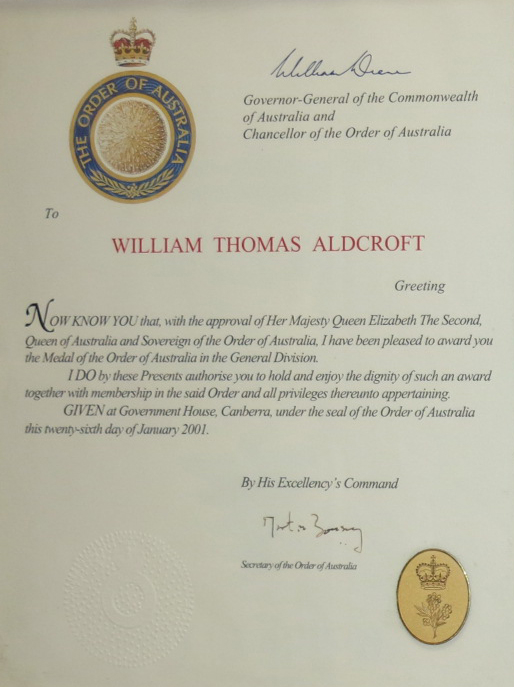 THE ORDER OF AUSTRALIA
William Deane
Governor-General of the Commonwealth
of Australia and
Chancellor of the Order of Australia
To
WILLIAM THOMAS ALDCROFT
Greeting
NOW KNOW YOU that, with the approval of Her Majesty Queen Elizabeth The Second,
Queen of Australia and Sovereign of the Order of Australia, I have been pleased to award you
the Medal of the Order of Australia in the General Division.
I DO by these Presents authorise you to hold and enjoy the dignity of such an award
together with membership in the said Order and all privileges thereunto appertaining.
GIVEN at Government House, Canberra, under the seal of the Order of Australia
this twenty-sixth day of January 2001.
By His Excellency's Command
Secretary of the Order of Australia